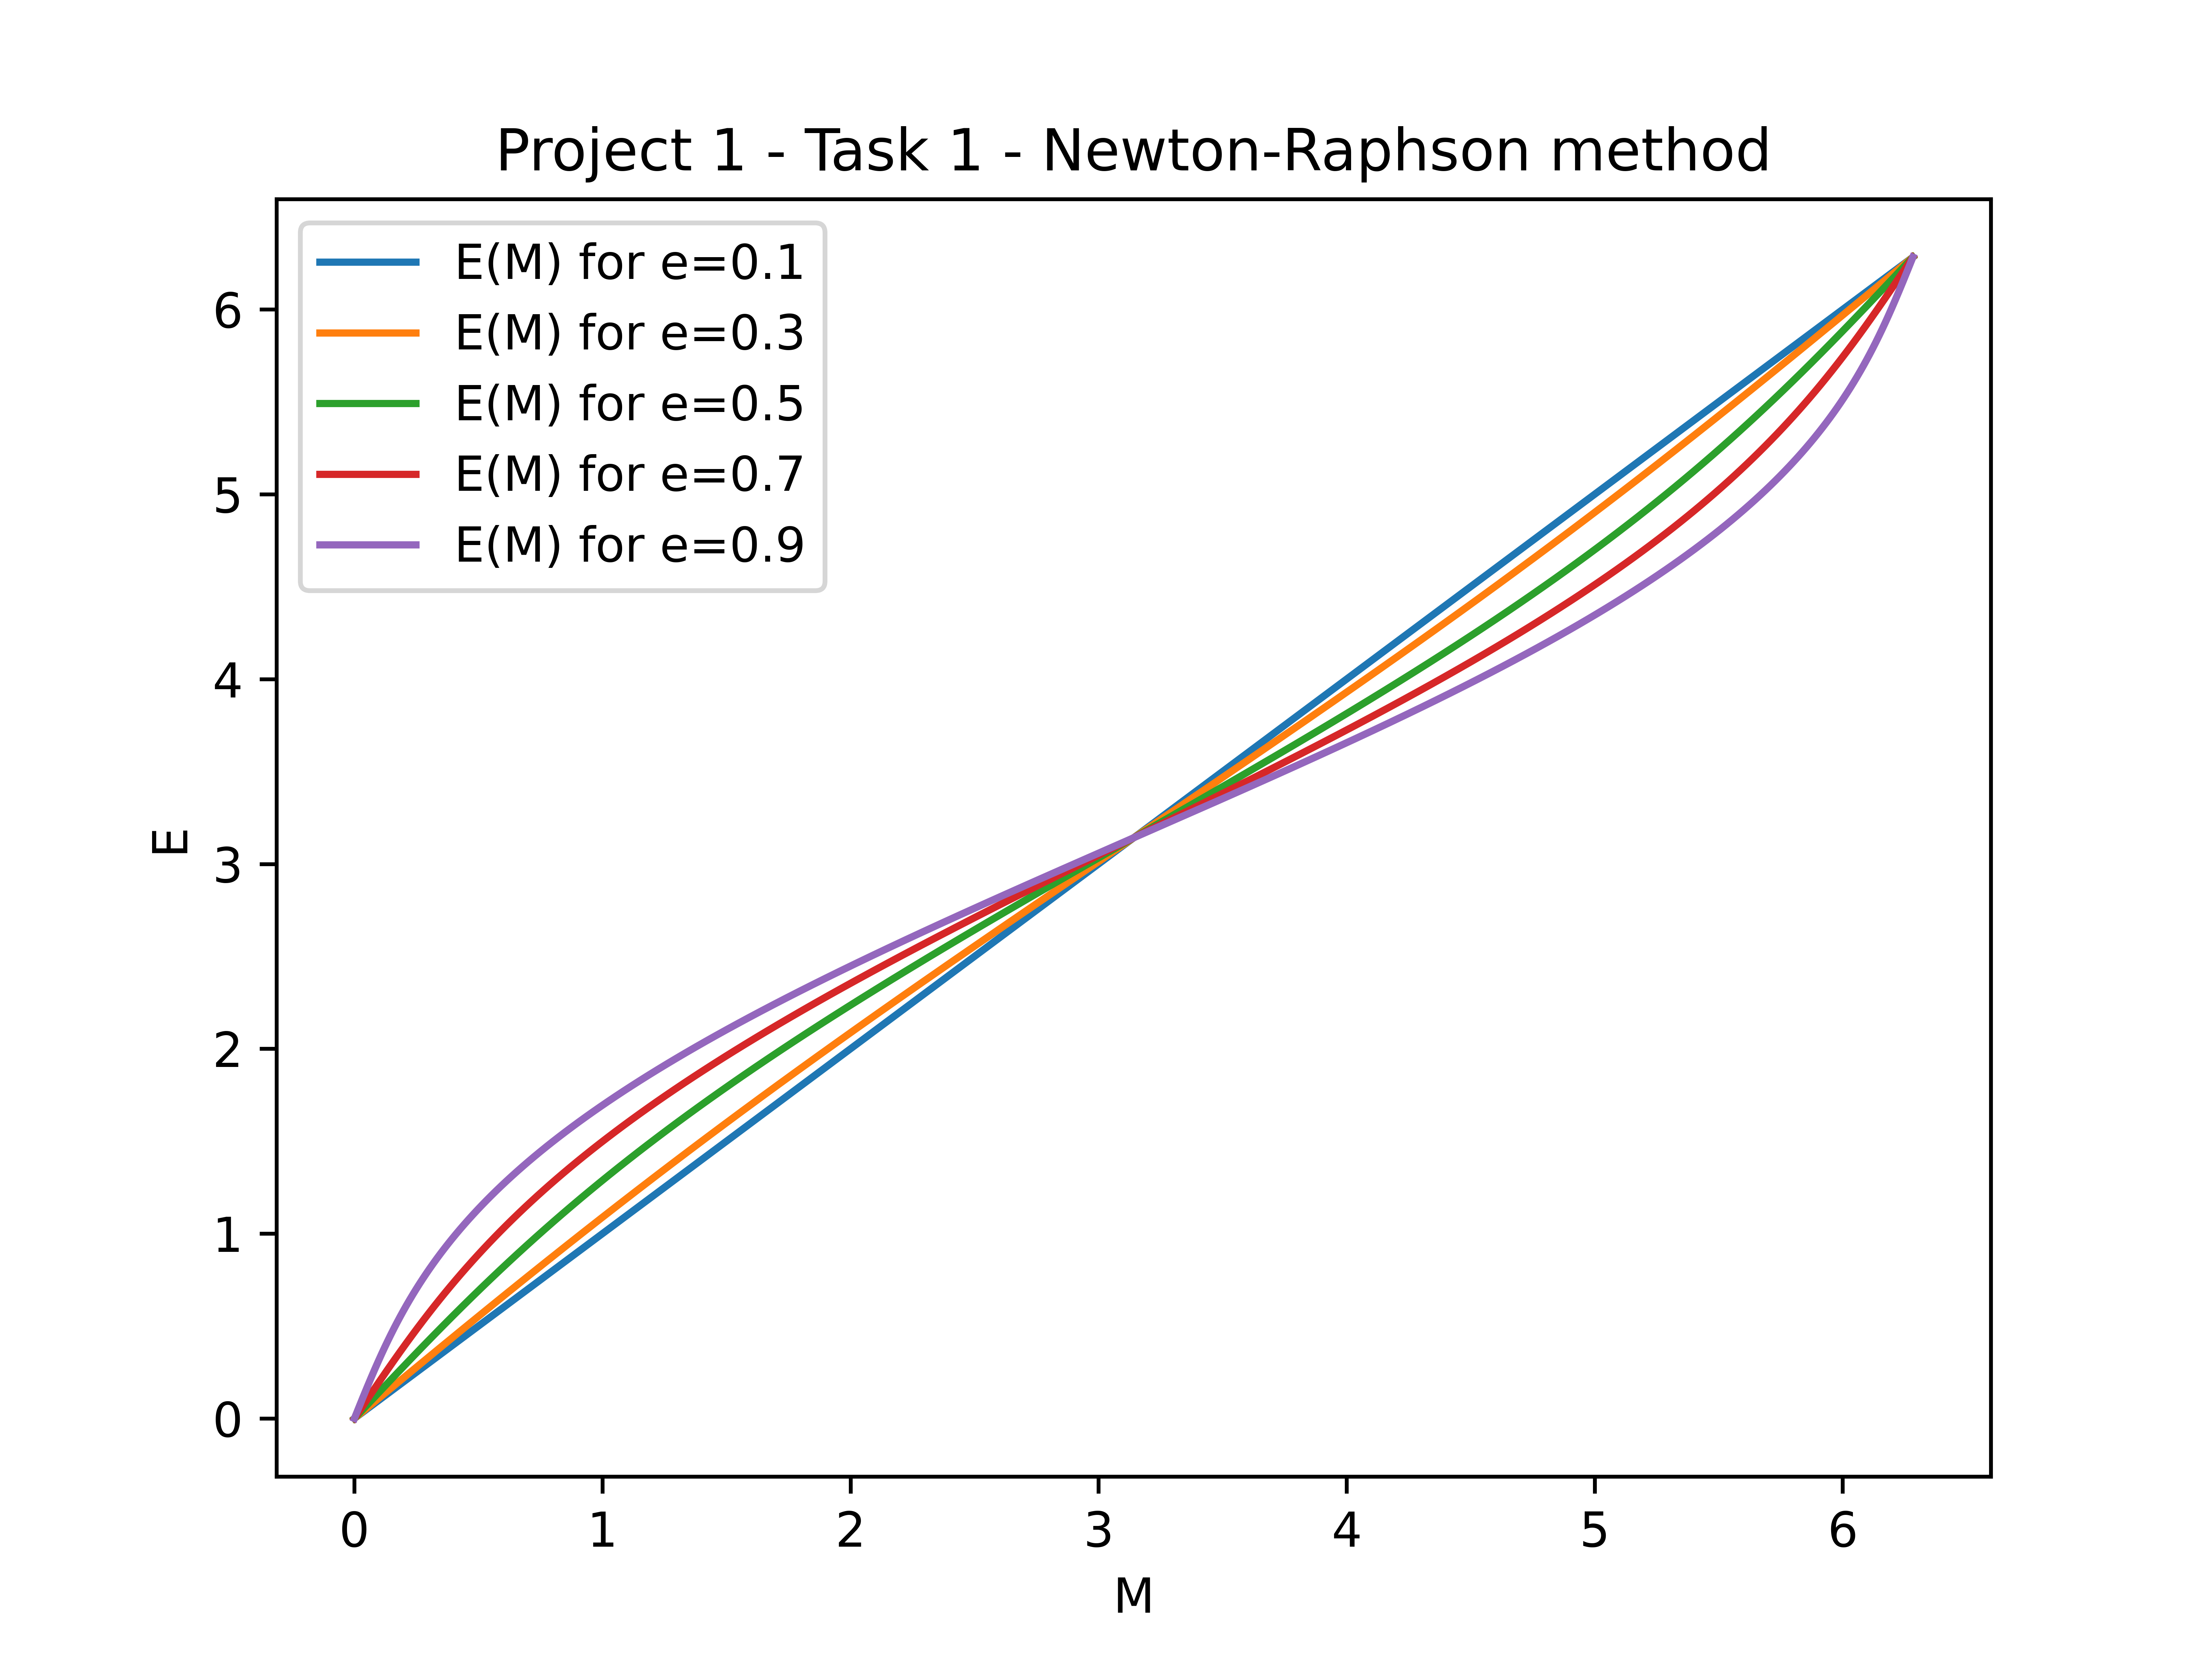 Project 1 - Task 1 - Newton-Raphson method
E(M) for e=0.1
E(M) for e=0.3
E(M) for e=0.5
E(M) for e=0.7
E(M) for e=0.9
6
5
4
3
2
1
0
E
0 1 2 3 4 5 6
M